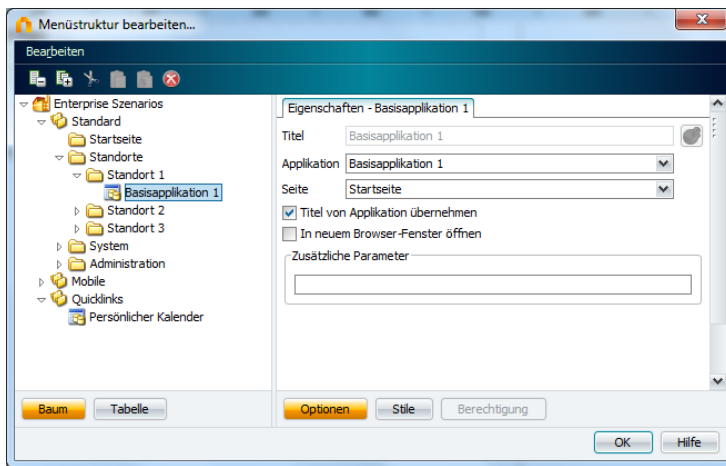 Menüstruktur bearbeiten...
Bearbeiten
Enterprise Szenarios
Standard
Startseite
Standorte
Standort 1
Basisapplikation 1
Standort 2
Standort 3
System
Administration
Mobile
Quicklinks
Persönlicher Kalender
Baum
Tabelle
Eigenschaften - Basisapplikation 1
Titel Basisapplikation 1
Applikation Basisapplikation 1
Seite Startseite
Titel von Applikation übernehmen
In neuem Browser-Fenster öffnen
Zusätzliche Parameter
Optionen
Stile
Berechtigung
OK
Hilfe